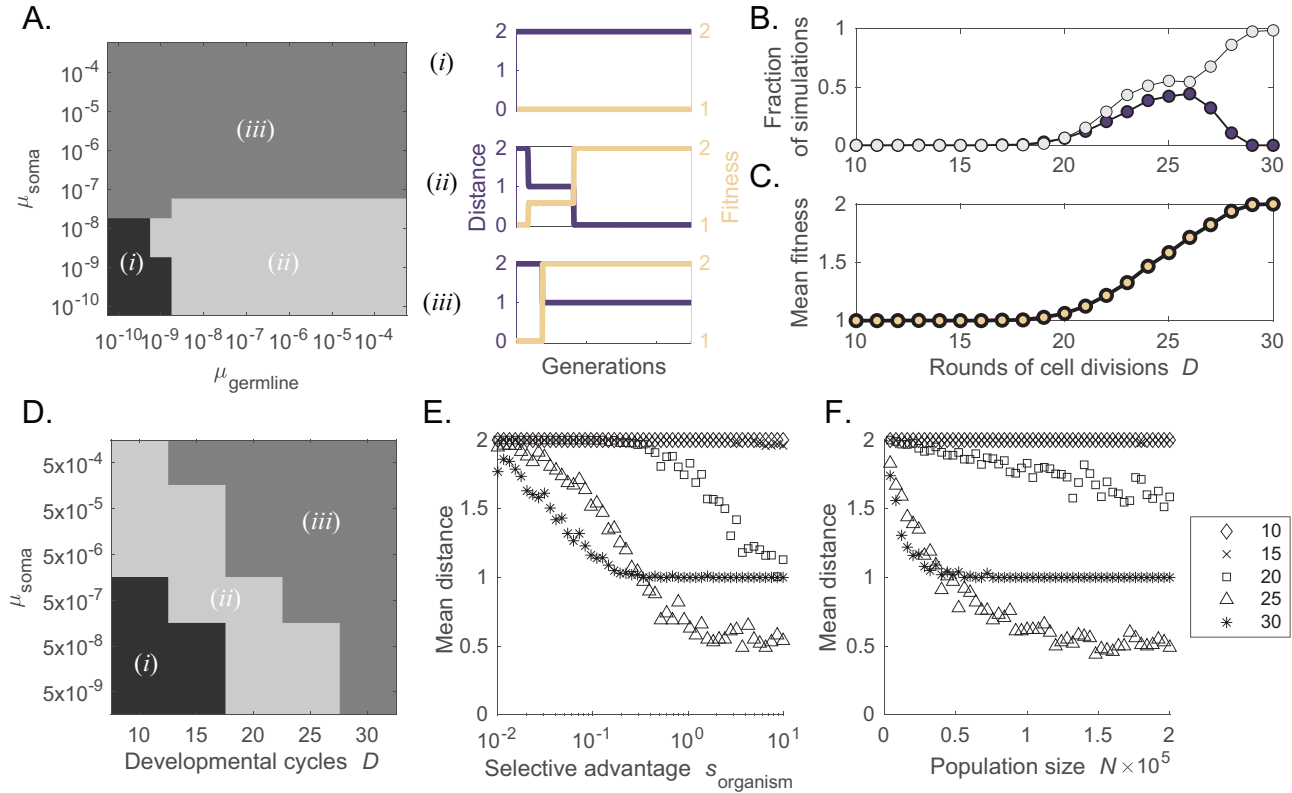 A.
10⁻⁴
10⁻⁵
10⁻⁶
10⁻⁷
10⁻⁸
10⁻⁹
10⁻¹⁰
μsoma
(iii)
(i)
(ii)
10⁻¹⁰ 10⁻⁹ 10⁻⁸ 10⁻⁷ 10⁻⁶ 10⁻⁵ 10⁻⁴
μgermline
(i)
2
1
0
2
1
(ii)
Distance
2
1
0
2
1
Fitness
(iii)
2
1
0
2
1
Generations
B.
Fraction
of simulations
1
0.5
0
10 15 20 25 30
C.
Mean fitness
2
1.5
1
10 15 20 25 30
Rounds of cell divisions D
D.
μsoma
5x10⁻⁴
5x10⁻⁵
5x10⁻⁶
5x10⁻⁷
5x10⁻⁸
5x10⁻⁹
(iii)
(ii)
(i)
10 15 20 25 30
Developmental cycles D
E.
Mean distance
2
1.5
1
0.5
0
10⁻² 10⁻¹ 10⁰ 10¹
Selective advantage sorganism
F.
Mean distance
2
1.5
1
0.5
0
0 0.5 1 1.5 2
Population size N × 10⁵
10
15
20
25
30